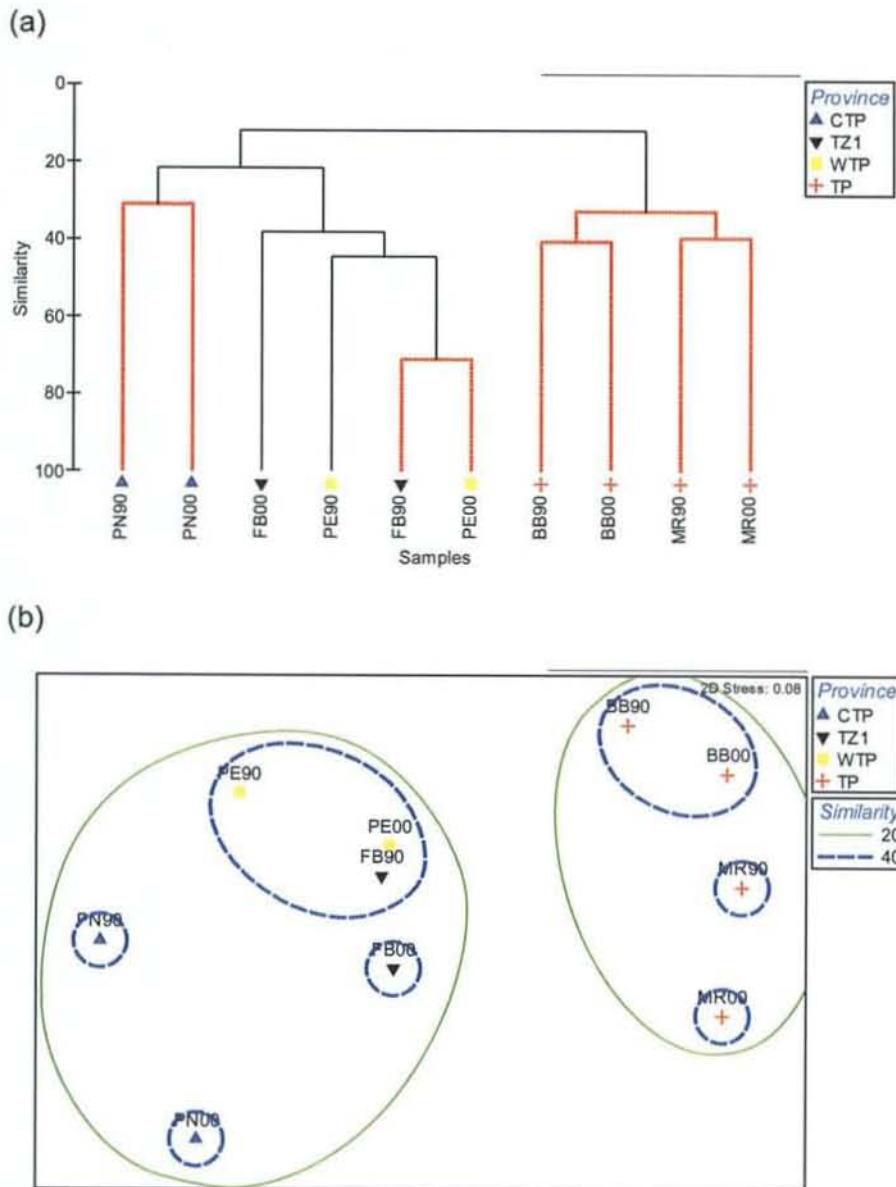 (a)
0
20
40
60
80
100
Similarity
PN90
PN00
FB00
PE90
FB90
PE00
BB90
BB00
MR90
MR00
Samples
Province
CTP
TZ1
WTP
TP
(b)
2D Stress: 0.08
BB90
BB00
PE90
PE00
FB90
MR90
PN90
FB00
MR00
PN00
Province
CTP
TZ1
WTP
TP
Similarity
20
40